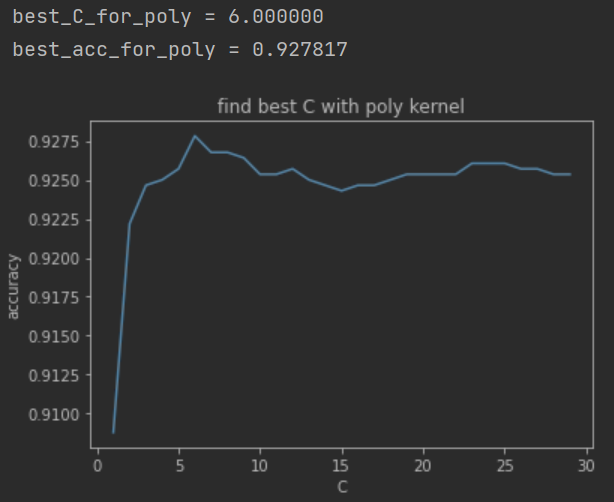 best_C_for_poly = 6.000000
best_acc_for_poly = 0.927817
find best C with poly kernel
accuracy
0.9275
0.9250
0.9225
0.9200
0.9175
0.9150
0.9125
0.9100
0 5 10 15 20 25 30
C